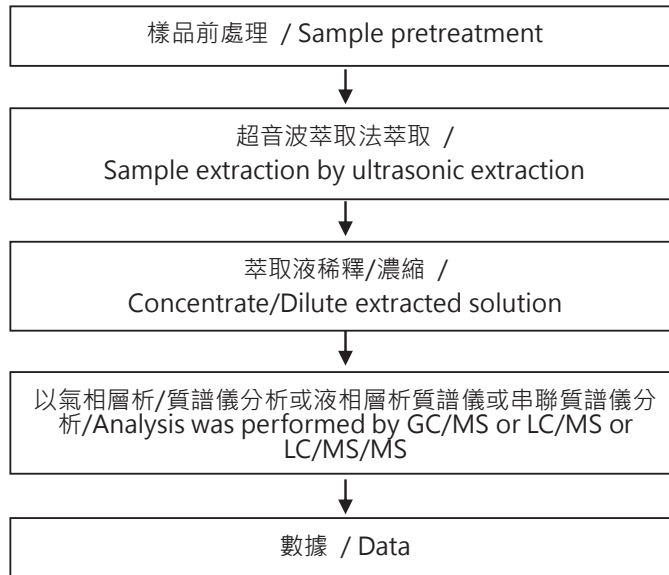 樣品前處理 / Sample pretreatment
超音波萃取法萃取 /
Sample extraction by ultrasonic extraction
萃取液稀釋/濃縮 /
Concentrate/Dilute extracted solution
以氣相層析/質譜儀分析或液相層析質譜儀或串聯質譜儀分
析/Analysis was performed by GC/MS or LC/MS or
LC/MS/MS
數據 / Data